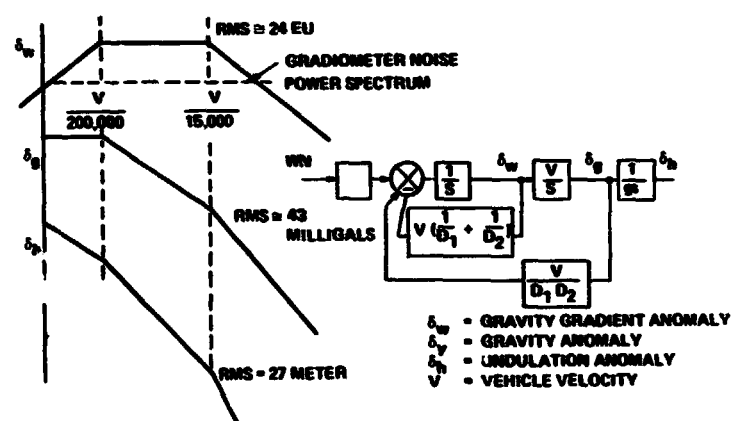 RMS ≅ 24 EU
δw
GRADIOMETER NOISE
POWER SPECTRUM
V
200,000
V
15,000
δg
RMS ≅ 43
MILLIGALS
δh
RMS = 27 METER
WN
1
S
δw
V
S
δg
1
δh
V ( 1 + 1 )
D1 D2
V
D1 D2
δw = GRAVITY GRADIENT ANOMALY
δγ = GRAVITY ANOMALY
δh = UNDULATION ANOMALY
V = VEHICLE VELOCITY